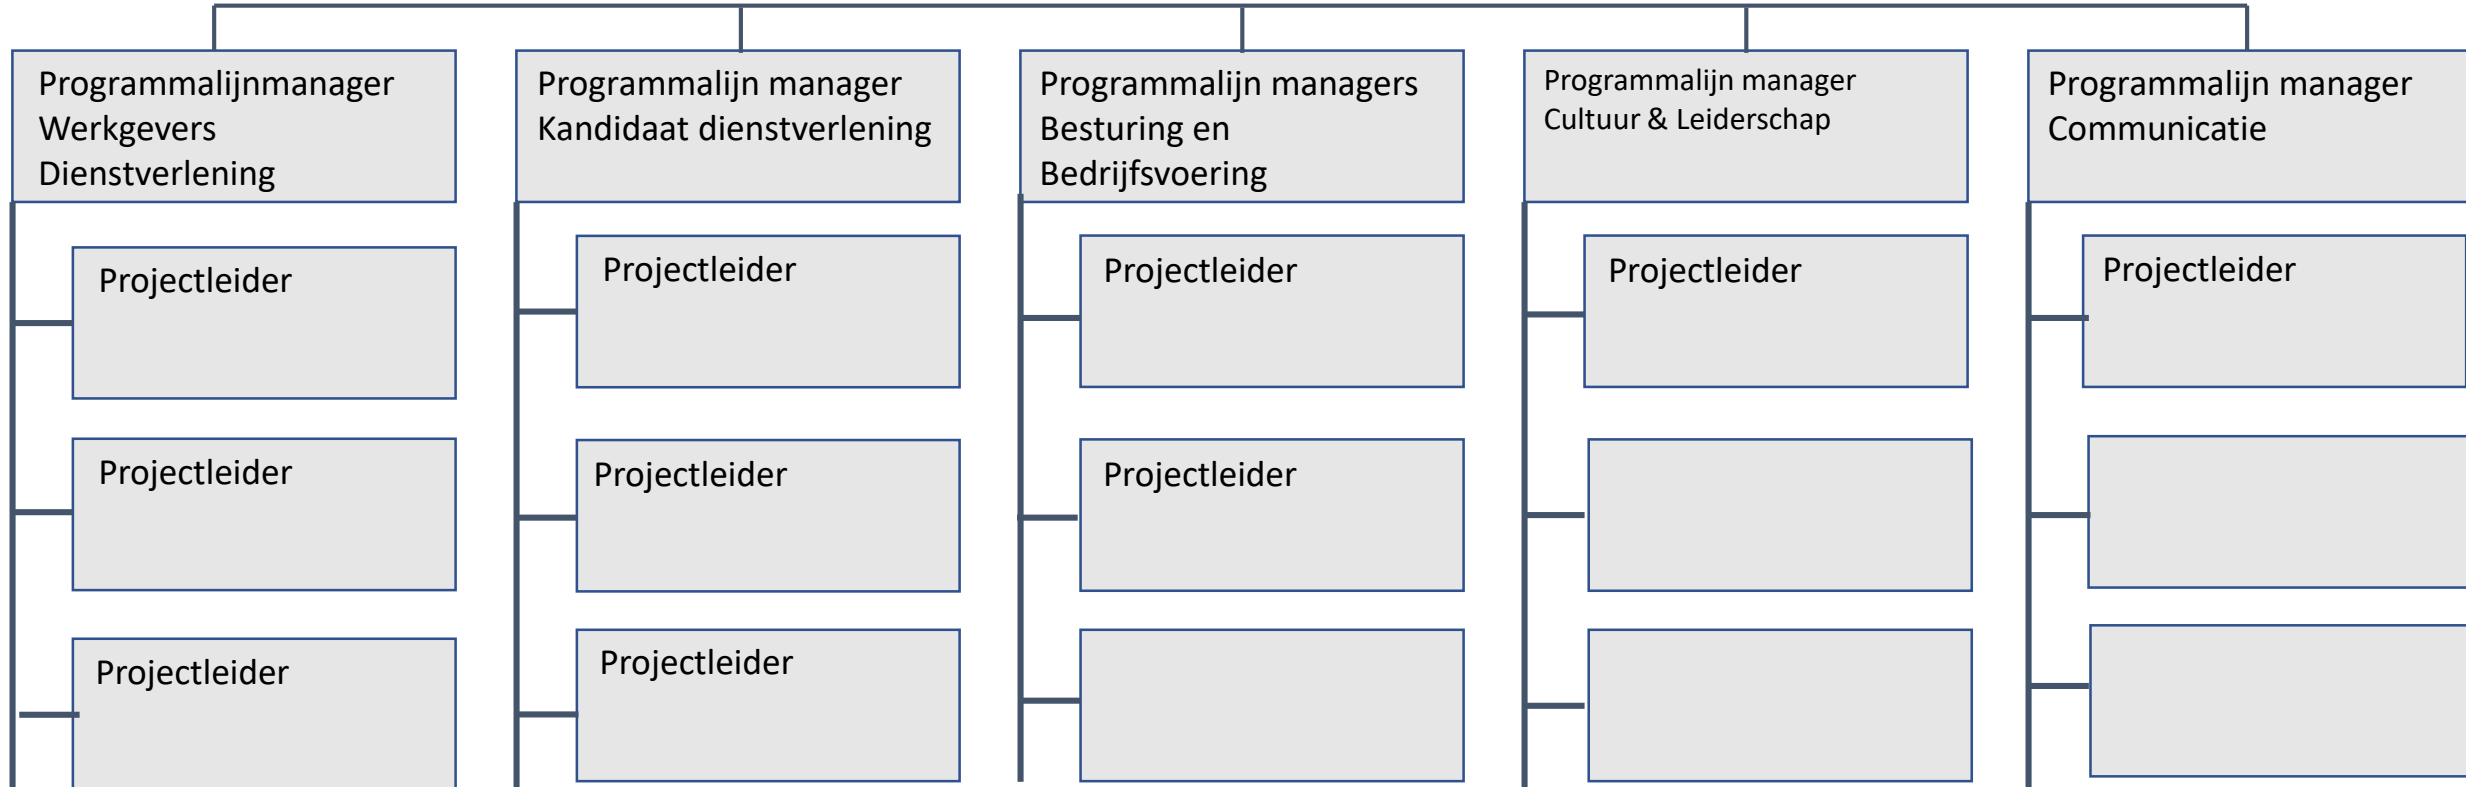 Programmalijnmanager
Werkgevers
Dienstverlening
Programmalijn manager
Kandidaat dienstverlening
Programmalijn managers
Besturing en
Bedrijfsvoering
Programmalijn manager
Cultuur & Leiderschap
Programmalijn manager
Communicatie
Projectleider
Projectleider
Projectleider
Projectleider
Projectleider
Projectleider
Projectleider
Projectleider
Projectleider
Projectleider